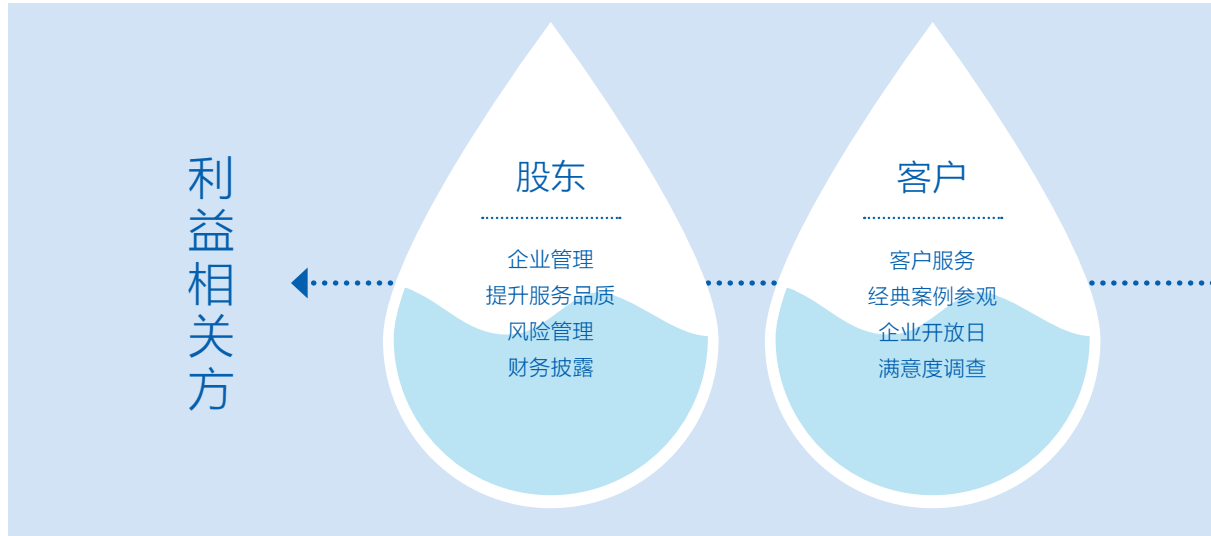 利益相关方
股东
企业管理
提升服务品质
风险管理
财务披露
客户
客户服务
经典案例参观
企业开放日
满意度调查